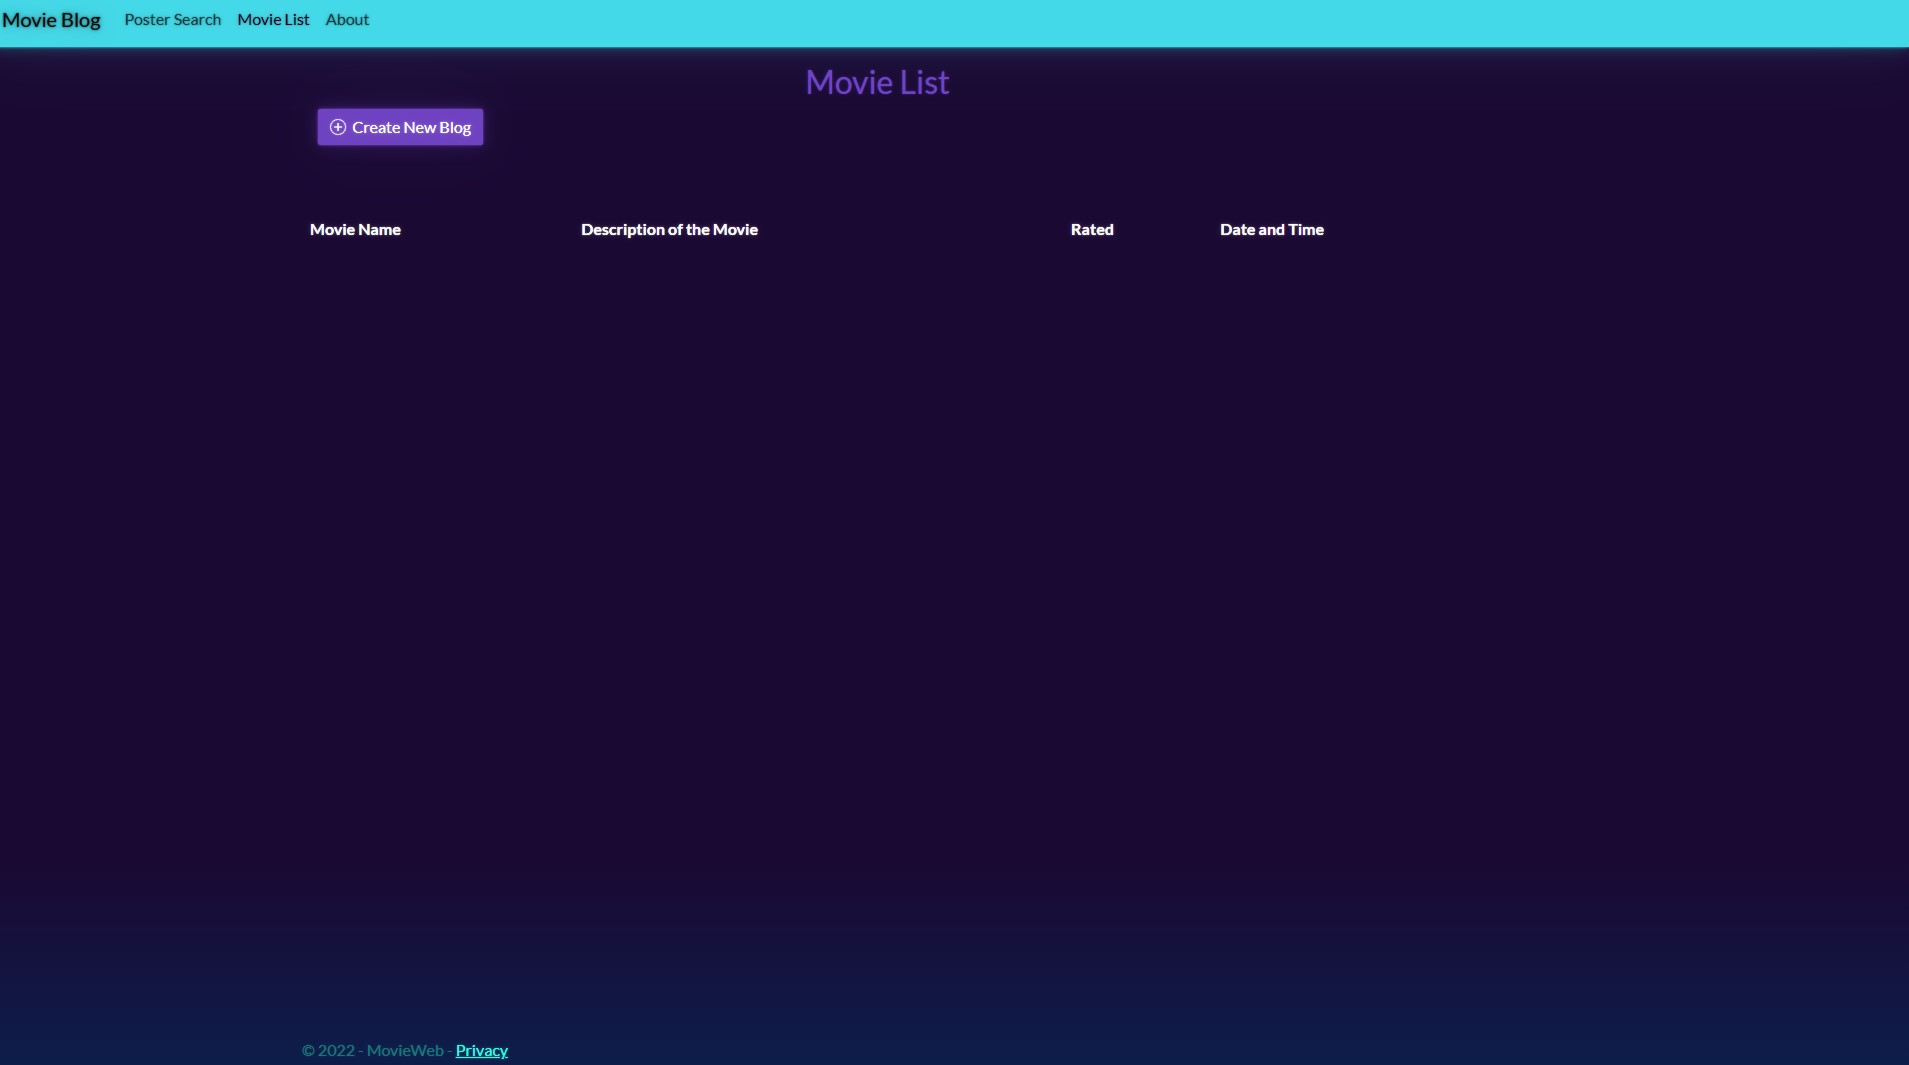 Movie Blog Poster Search Movie List About
Movie List
Create New Blog
Movie Name Description of the Movie Rated Date and Time
© 2022 - MovieWeb - Privacy